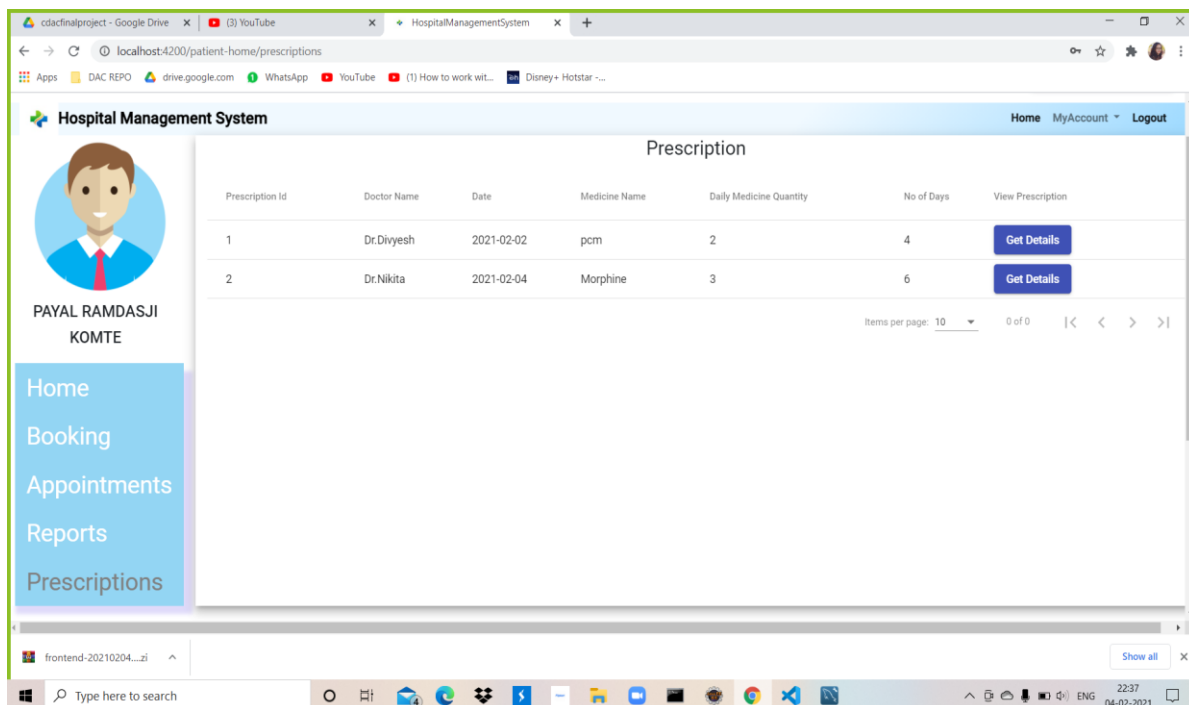 cdacfinalproject - Google Drive (3) YouTube HospitalManagementSystem
localhost:4200/patient-home/prescriptions
Apps DAC REPO drive.google.com WhatsApp YouTube (1) How to work wit... Disney+ Hotstar -...
Hospital Management System Home MyAccount Logout
Prescription
Prescription Id Doctor Name Date Medicine Name Daily Medicine Quantity No of Days View Prescription
1 Dr.Divyesh 2021-02-02 pcm 2 4 Get Details
2 Dr.Nikita 2021-02-04 Morphine 3 6 Get Details
Items per page: 10 0 of 0
PAYAL RAMDASJI
KOMTE
Home
Booking
Appointments
Reports
Prescriptions
frontend-20210204....zi Show all
Type here to search 4 ENG 22:37
04-02-2021